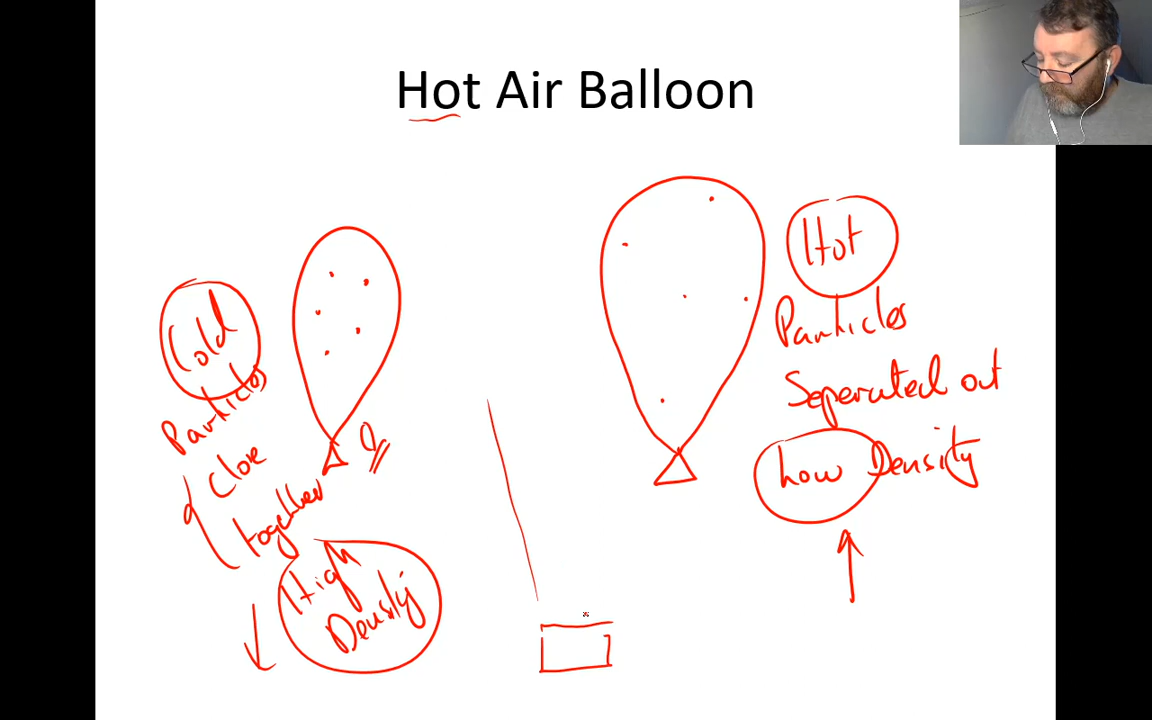 Hot Air Balloon
Cold
Particles
Close
together
High
Density
Hot
Particles
Seperated out
Low Density